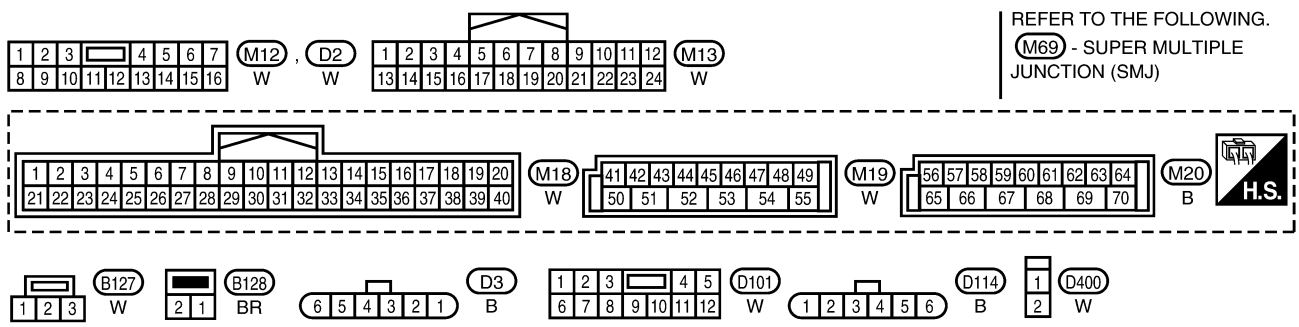 REFER TO THE FOLLOWING.
M69 - SUPER MULTIPLE
JUNCTION (SMJ)
1 2 3 4 5 6 7 M12 , D2
8 9 10 11 12 13 14 15 16 W W
1 2 3 4 5 6 7 8 9 10 11 12 M13
13 14 15 16 17 18 19 20 21 22 23 24 W
1 2 3 4 5 6 7 8 9 10 11 12 13 14 15 16 17 18 19 20 M18
21 22 23 24 25 26 27 28 29 30 31 32 33 34 35 36 37 38 39 40 W
41 42 43 44 45 46 47 48 49 M19
50 51 52 53 54 55 W
56 57 58 59 60 61 62 63 64 M20
65 66 67 68 69 70 B
H.S.
B127
1 2 3 W
B128
2 1 BR
D3
6 5 4 3 2 1 B
1 2 3 4 5 D101
6 7 8 9 10 11 12 W
D114
1 2 3 4 5 6 B
1 D400
2 W